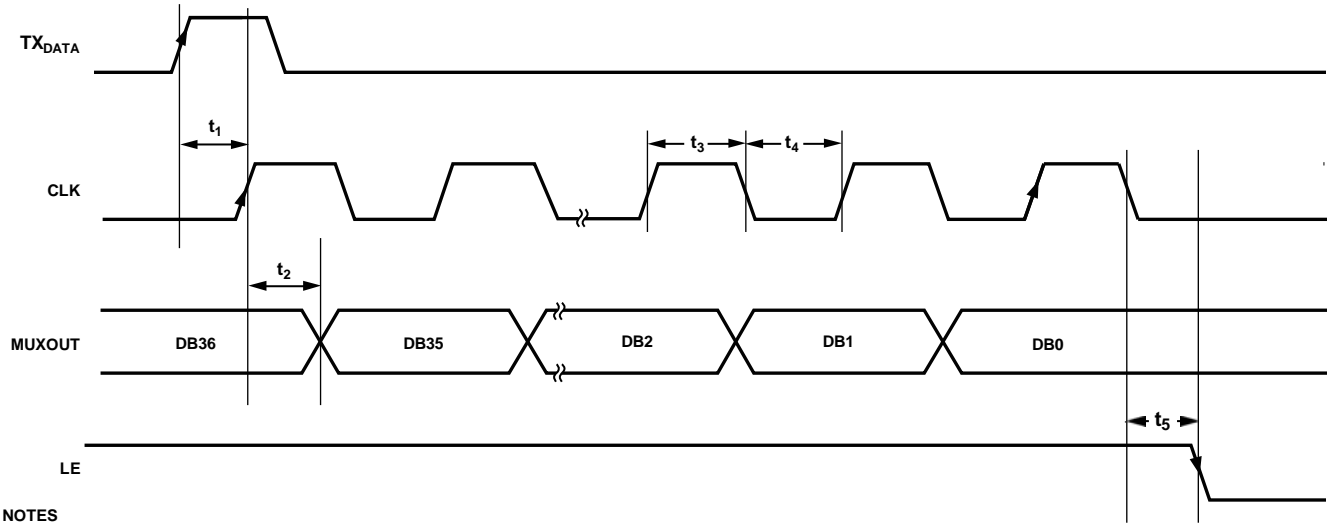 TXDATA
t1
t3
t4
CLK
t2
MUXOUT
DB36
DB35
DB2
DB1
DB0
t5
LE
NOTES